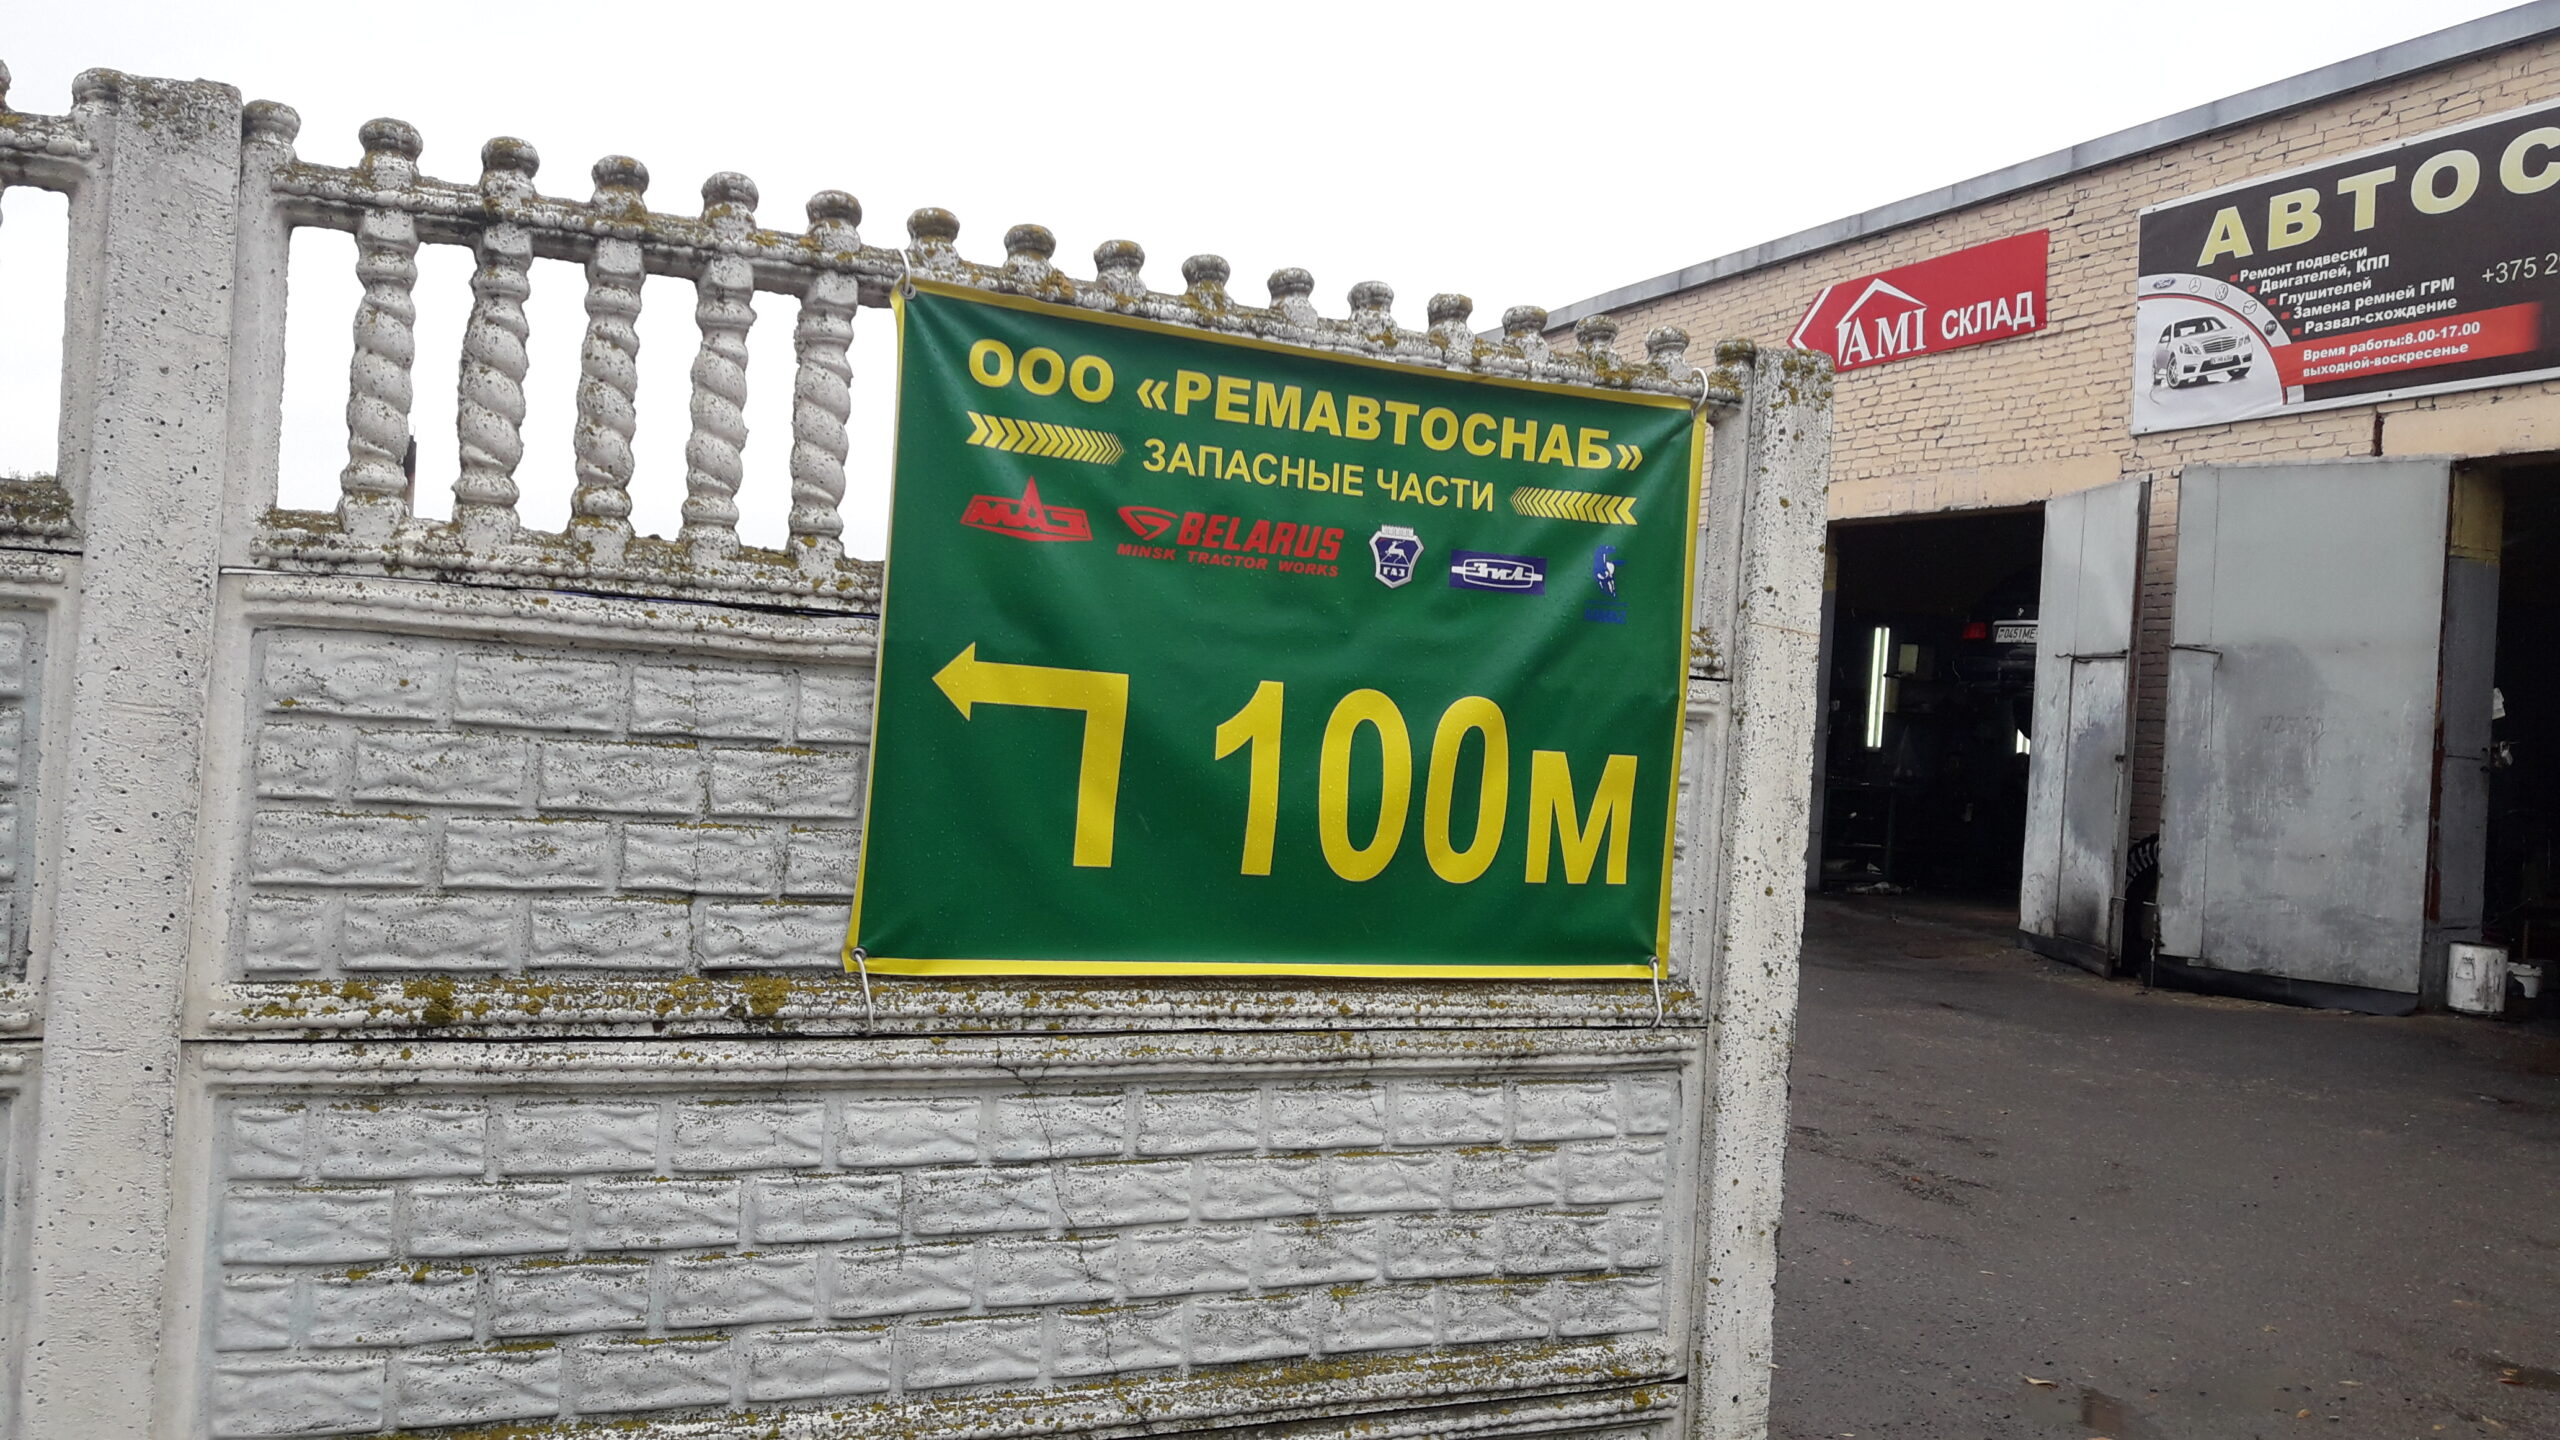 ООО «РЕМАВТОСНАБ»
ЗАПАСНЫЕ ЧАСТИ
МАЗ
BELARUS
MINSK TRACTOR WORKS
ГАЗ
ЗИЛ
100м
AMI СКЛАД
АВТОС
Ремонт подвески
Двигателей, КПП
Глушителей
Замена ремней ГРМ
Развал-схождение
+375 2
Время работы:8.00-17.00
выходной-воскресенье
0451ME